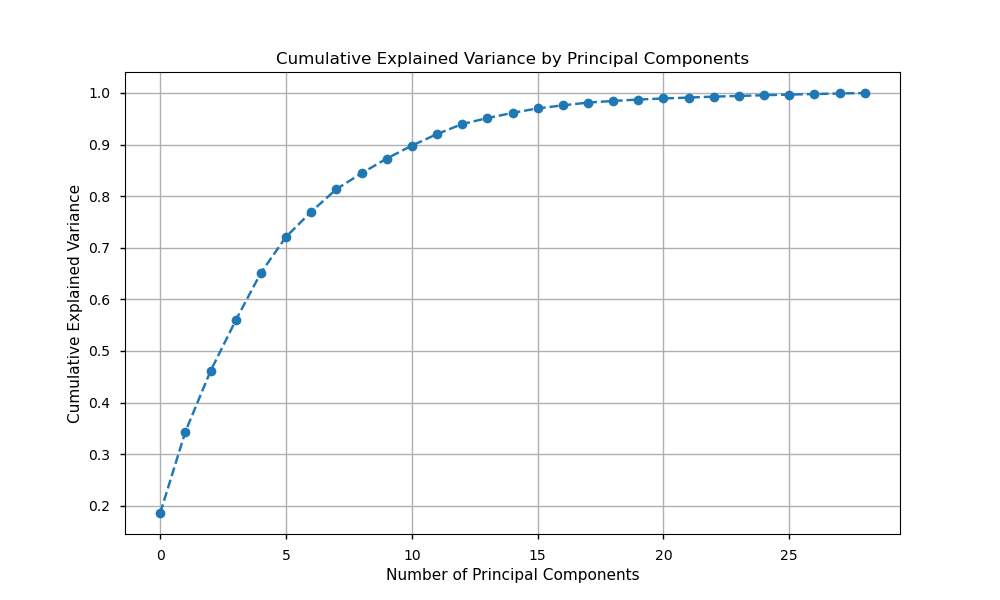 Cumulative Explained Variance by Principal Components
1.0
0.9
0.8
0.7
0.6
0.5
0.4
0.3
0.2
Cumulative Explained Variance
0 5 10 15 20 25
Number of Principal Components